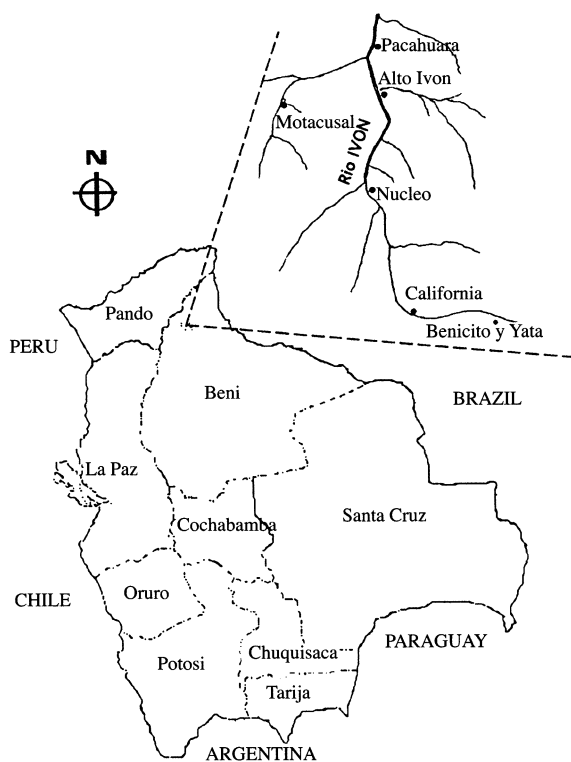 Pacahuara
Alto Ivon
Motacusal
Rio IVON
N
Nucleo
California
Benicito y Yata
Pando
PERU
Beni
BRAZIL
La Paz
Cochabamba
Santa Cruz
Oruro
CHILE
PARAGUAY
Chuquisaca
Potosi
Tarija
ARGENTINA